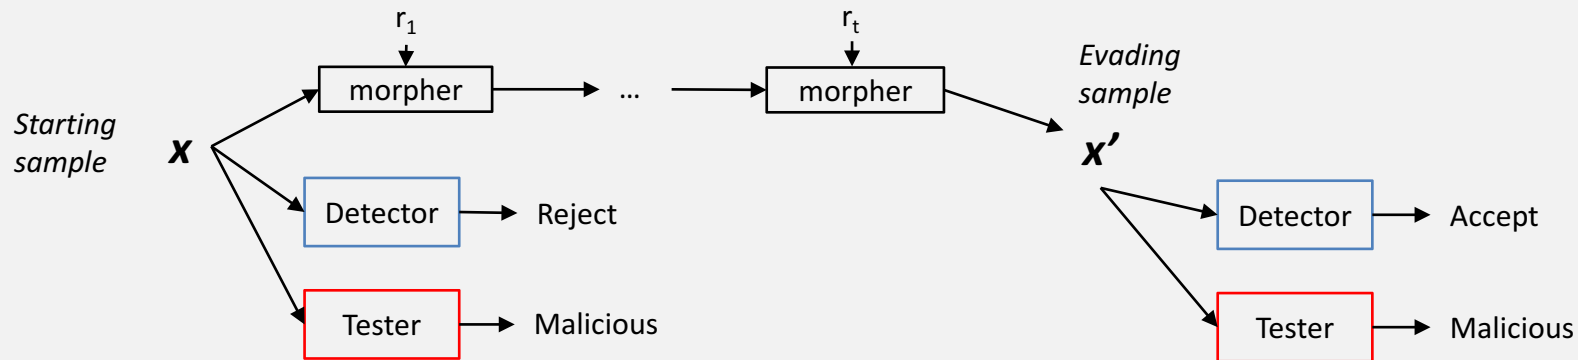 r1
rt
morpher
...
morpher
Evading
sample
Starting
sample
x
x’
Detector
Reject
Detector
Accept
Tester
Malicious
Tester
Malicious